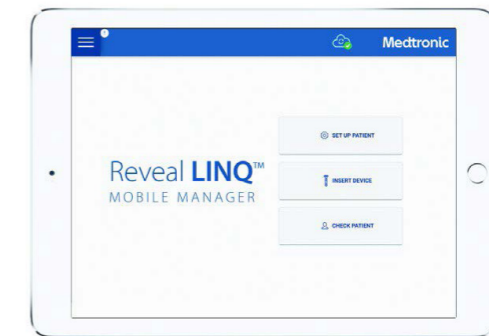 Medtronic
Reveal LINQ™
MOBILE MANAGER
SET UP PATIENT
INSERT DEVICE
CHECK PATIENT